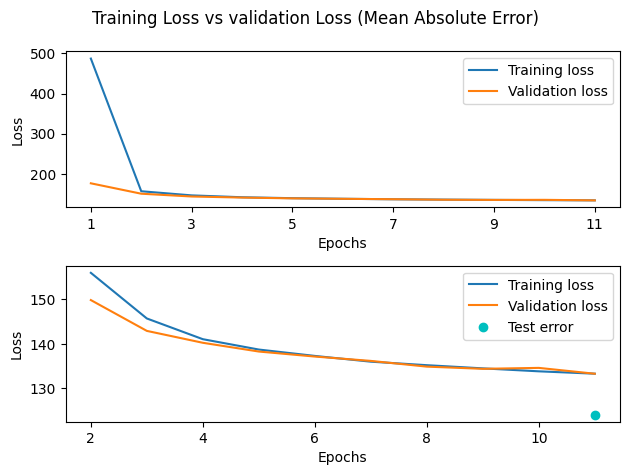 Training Loss vs validation Loss (Mean Absolute Error)
500
400
300
200
Loss
Training loss
Validation loss
1 3 5 7 9 11
Epochs
150
140
130
Loss
Training loss
Validation loss
Test error
2 4 6 8 10
Epochs